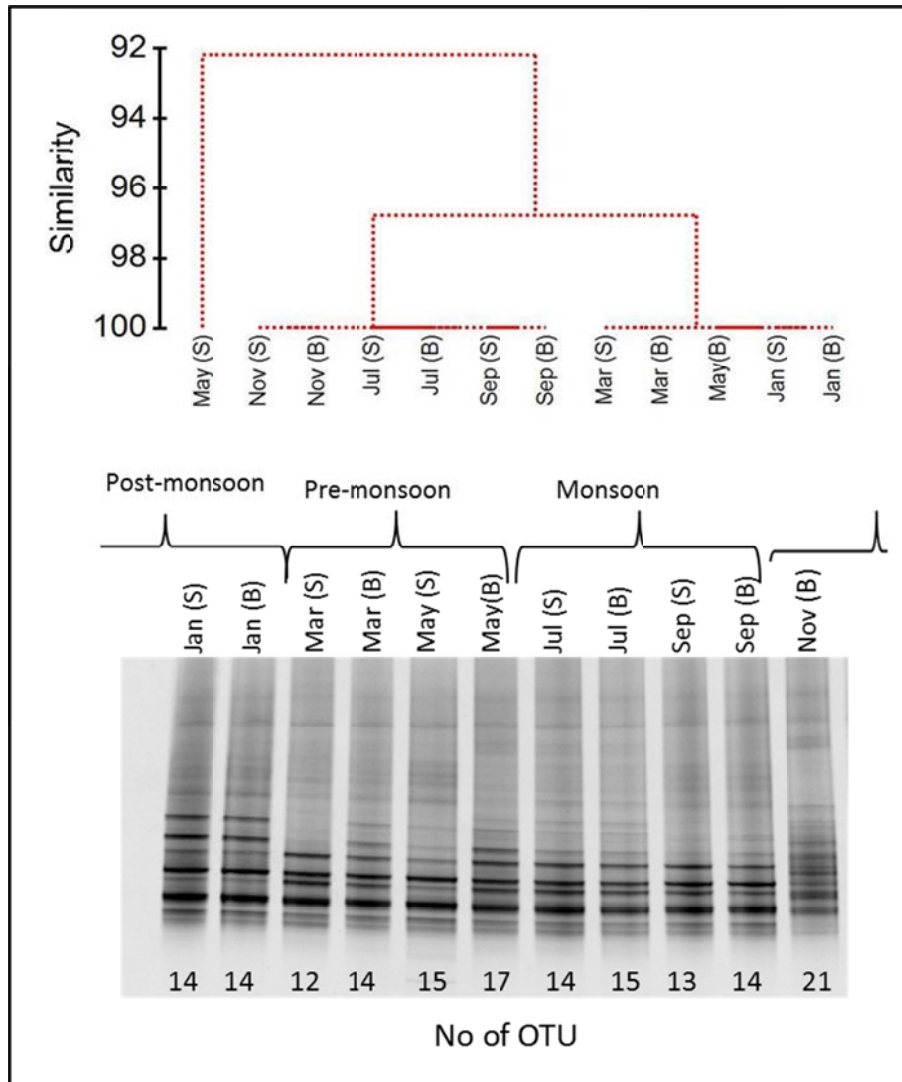 92
94
96
98
100
Similarity
May (S)
Nov (S)
Nov (B)
Jul (S)
Jul (B)
Sep (S)
Sep (B)
Mar (S)
Mar (B)
May(B)
Jan (S)
Jan (B)
Post-monsoon Pre-monsoon Monsoon
Jan (S)
Jan (B)
Mar (S)
Mar (B)
May (S)
May(B)
Jul (S)
Jul (B)
Sep (S)
Sep (B)
Nov (B)
14 14 12 14 15 17 14 15 13 14 21
No of OTU